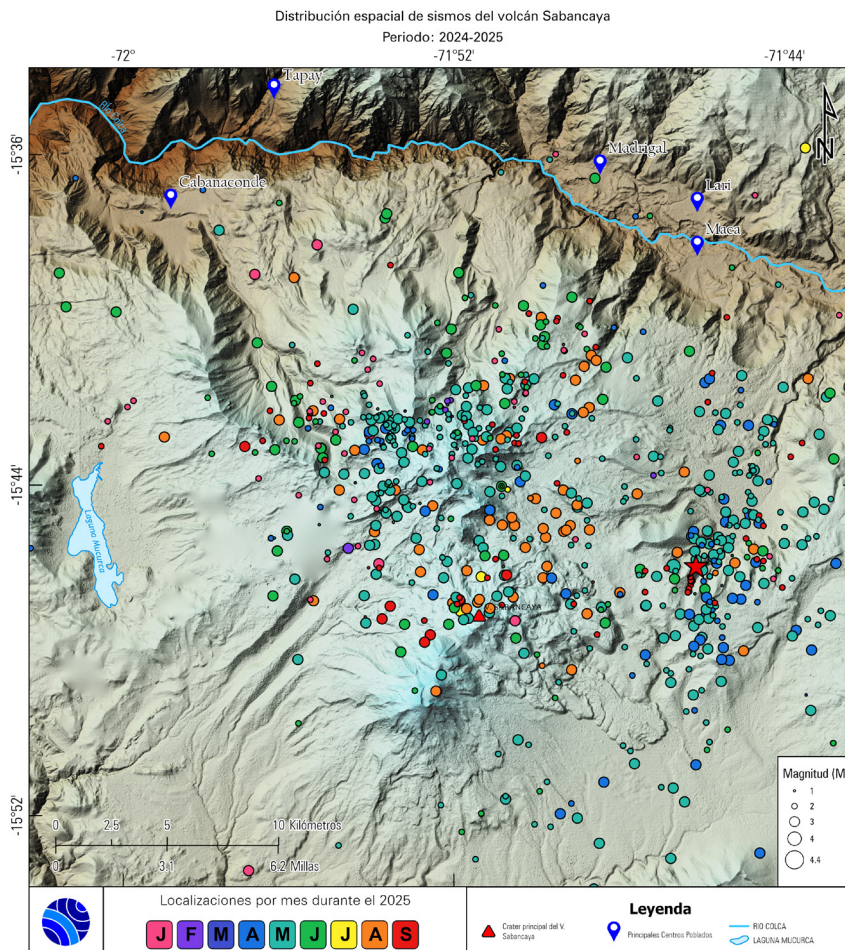 Distribución espacial de sismos del volcán Sabancaya
Periodo: 2024-2025
-72°
-71°52'
-71°44'
Tapay
Río Colca
-15°36'
Madrigal
Cabanaconde
Lari
Maca
N
-15°44'
Laguna Mucurca
SABANCAYA
-15°52'
0 2.5 5 10 Kilómetros
0 3.1 6.2 Millas
Magnitud (M
1
2
3
4
4.4
Localizaciones por mes durante el 2025
J F M A M J J A S
Leyenda
Crater principal del V.
Sabancaya
Principales Centros Poblados
RIO COLCA
LAGUNA MUCURCA